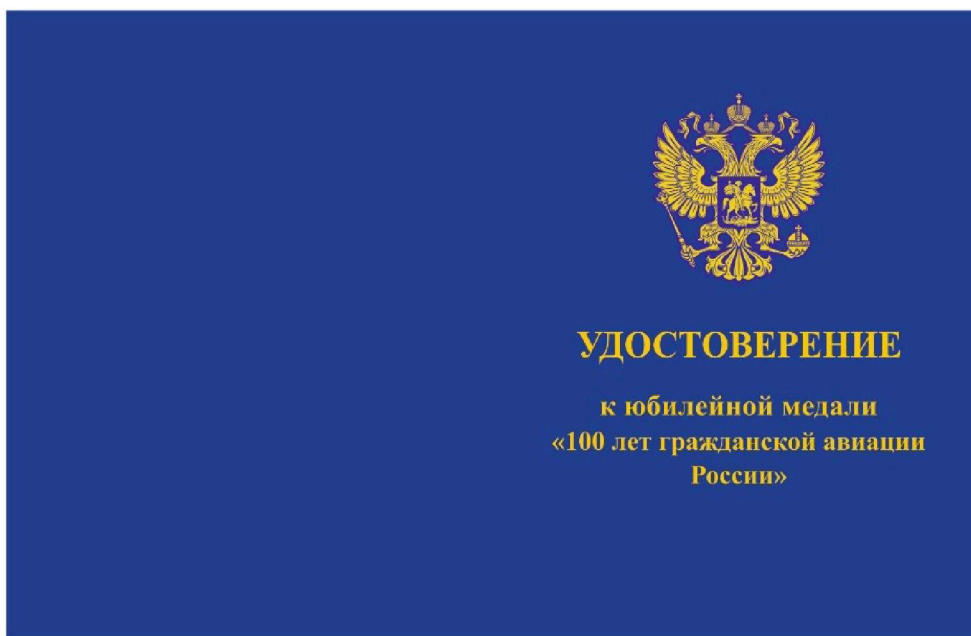 УДОСТОВЕРЕНИЕ
к юбилейной медали
«100 лет гражданской авиации
России»